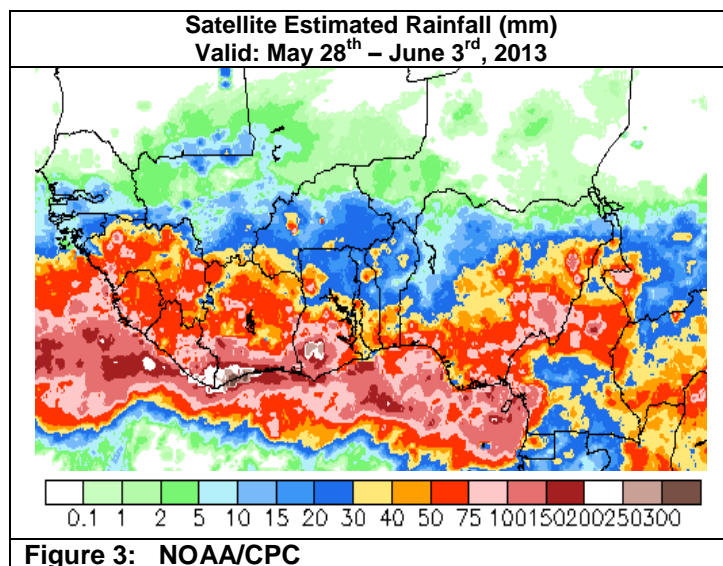 Satellite Estimated Rainfall (mm)
Valid: May 28th – June 3rd, 2013
0.1 1 2 5 10 15 20 30 40 50 75 100 150 200 250 300
Figure 3: NOAA/CPC